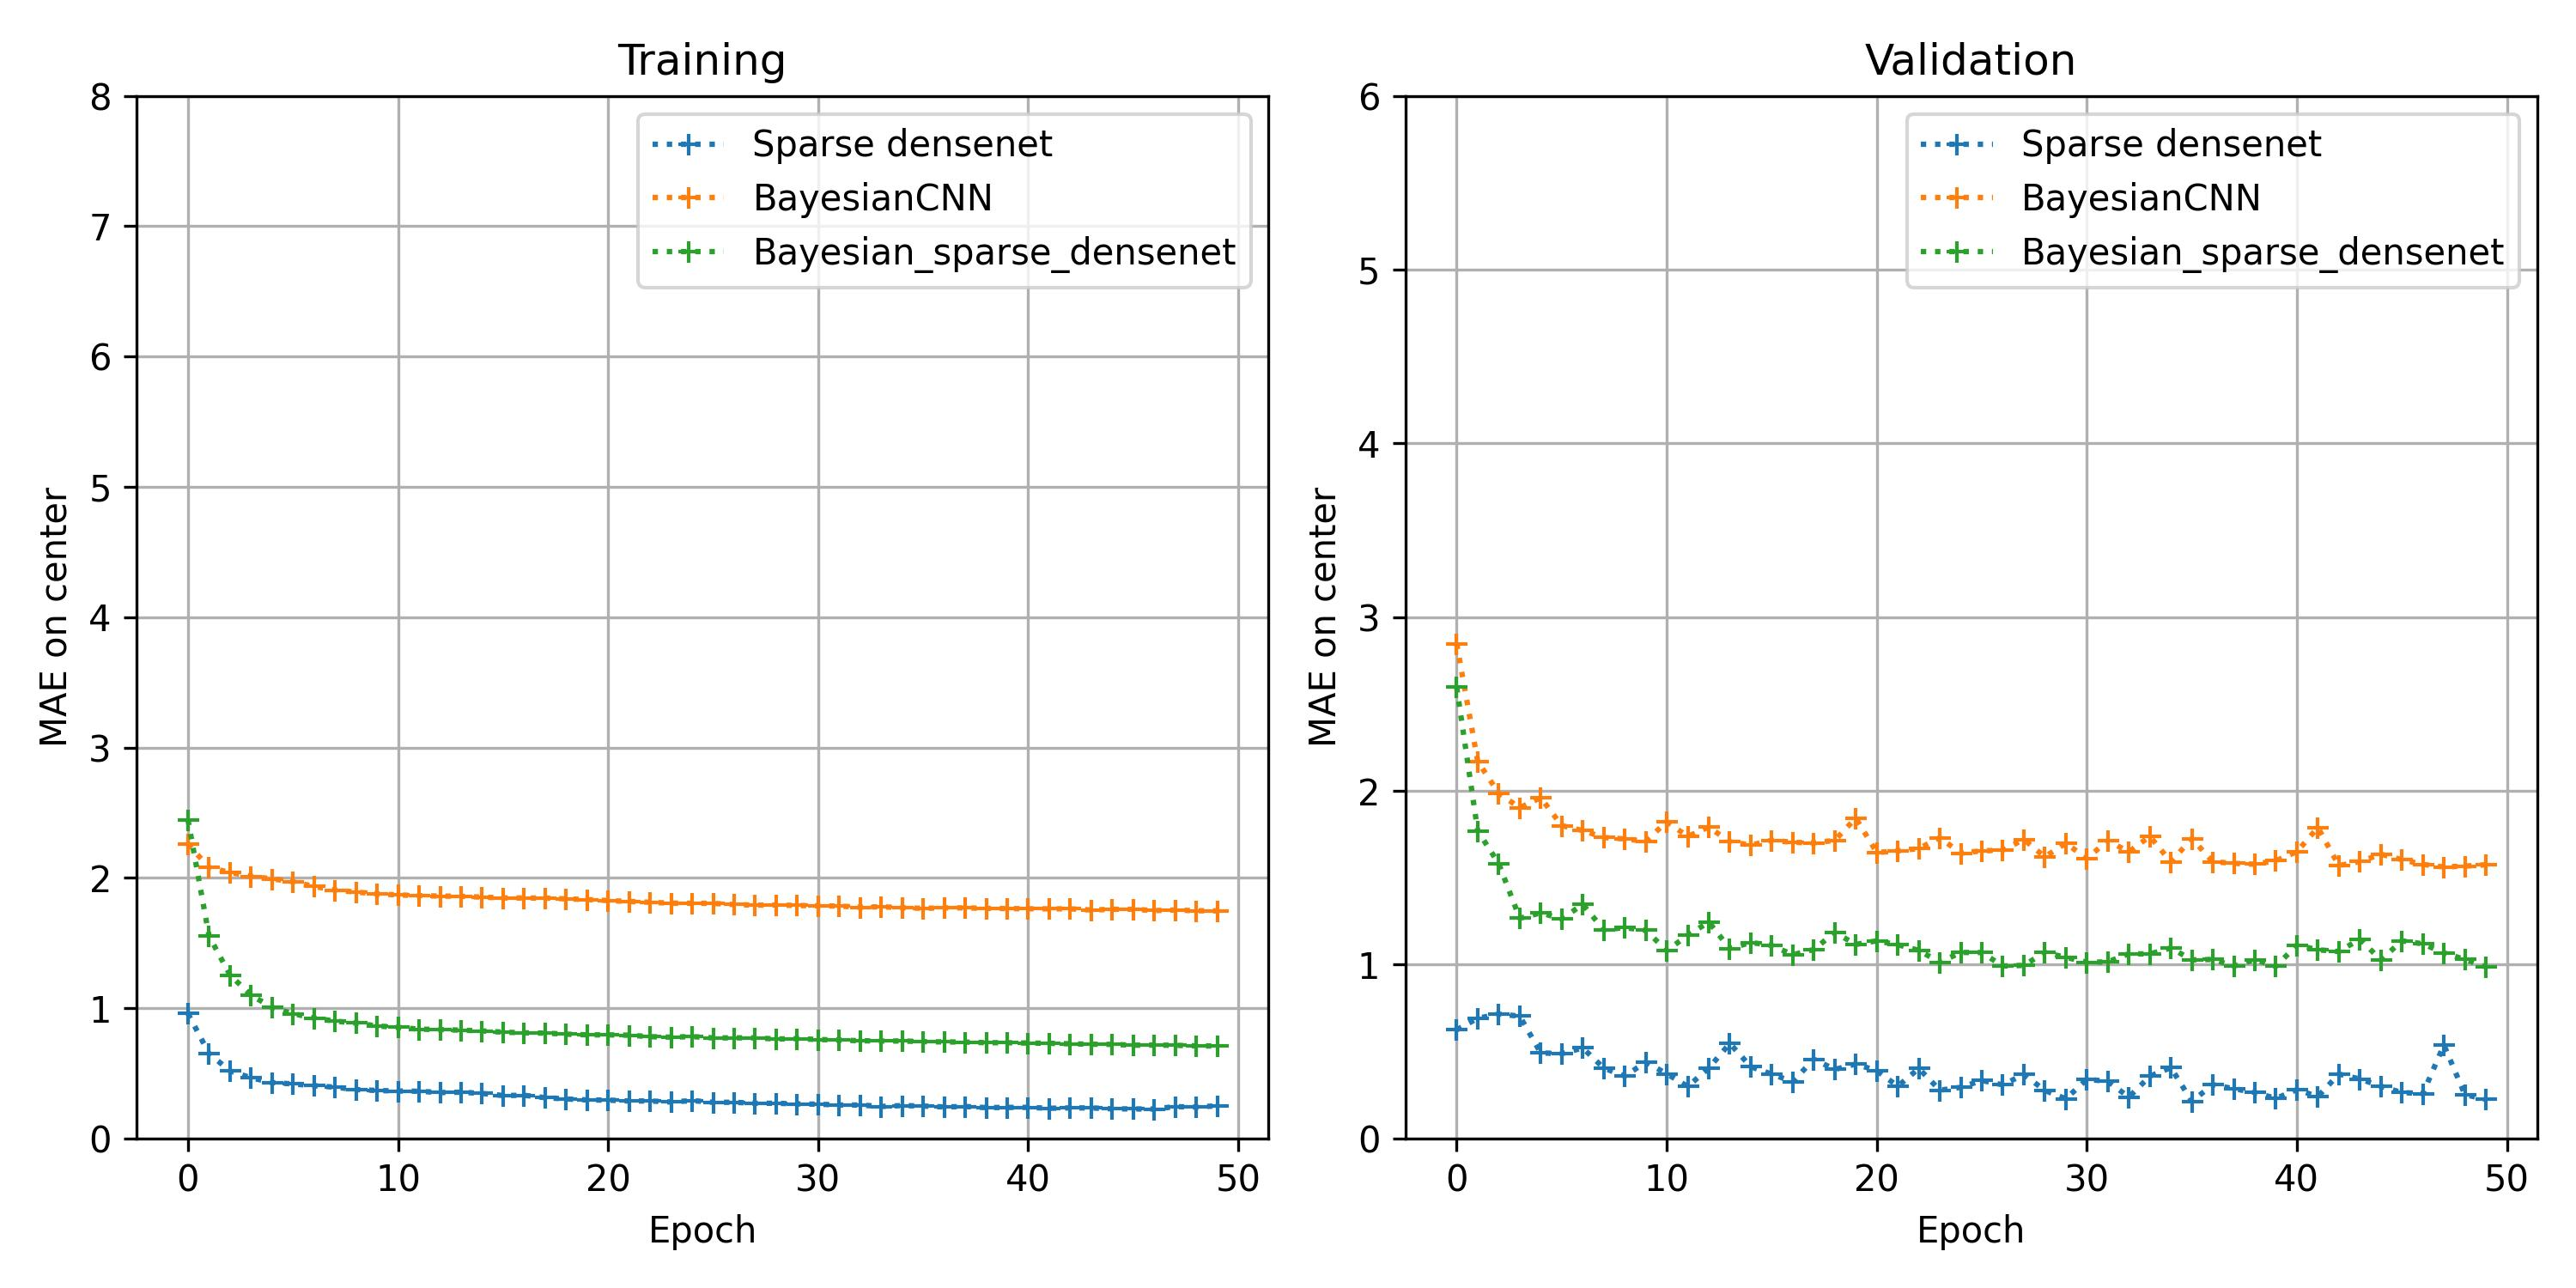 Training
8
7
6
5
4
3
2
1
0
MAE on center
Sparse densenet
BayesianCNN
Bayesian_sparse_densenet
0 10 20 30 40 50
Epoch
Validation
6
5
4
3
2
1
0
MAE on center
Sparse densenet
BayesianCNN
Bayesian_sparse_densenet
0 10 20 30 40 50
Epoch